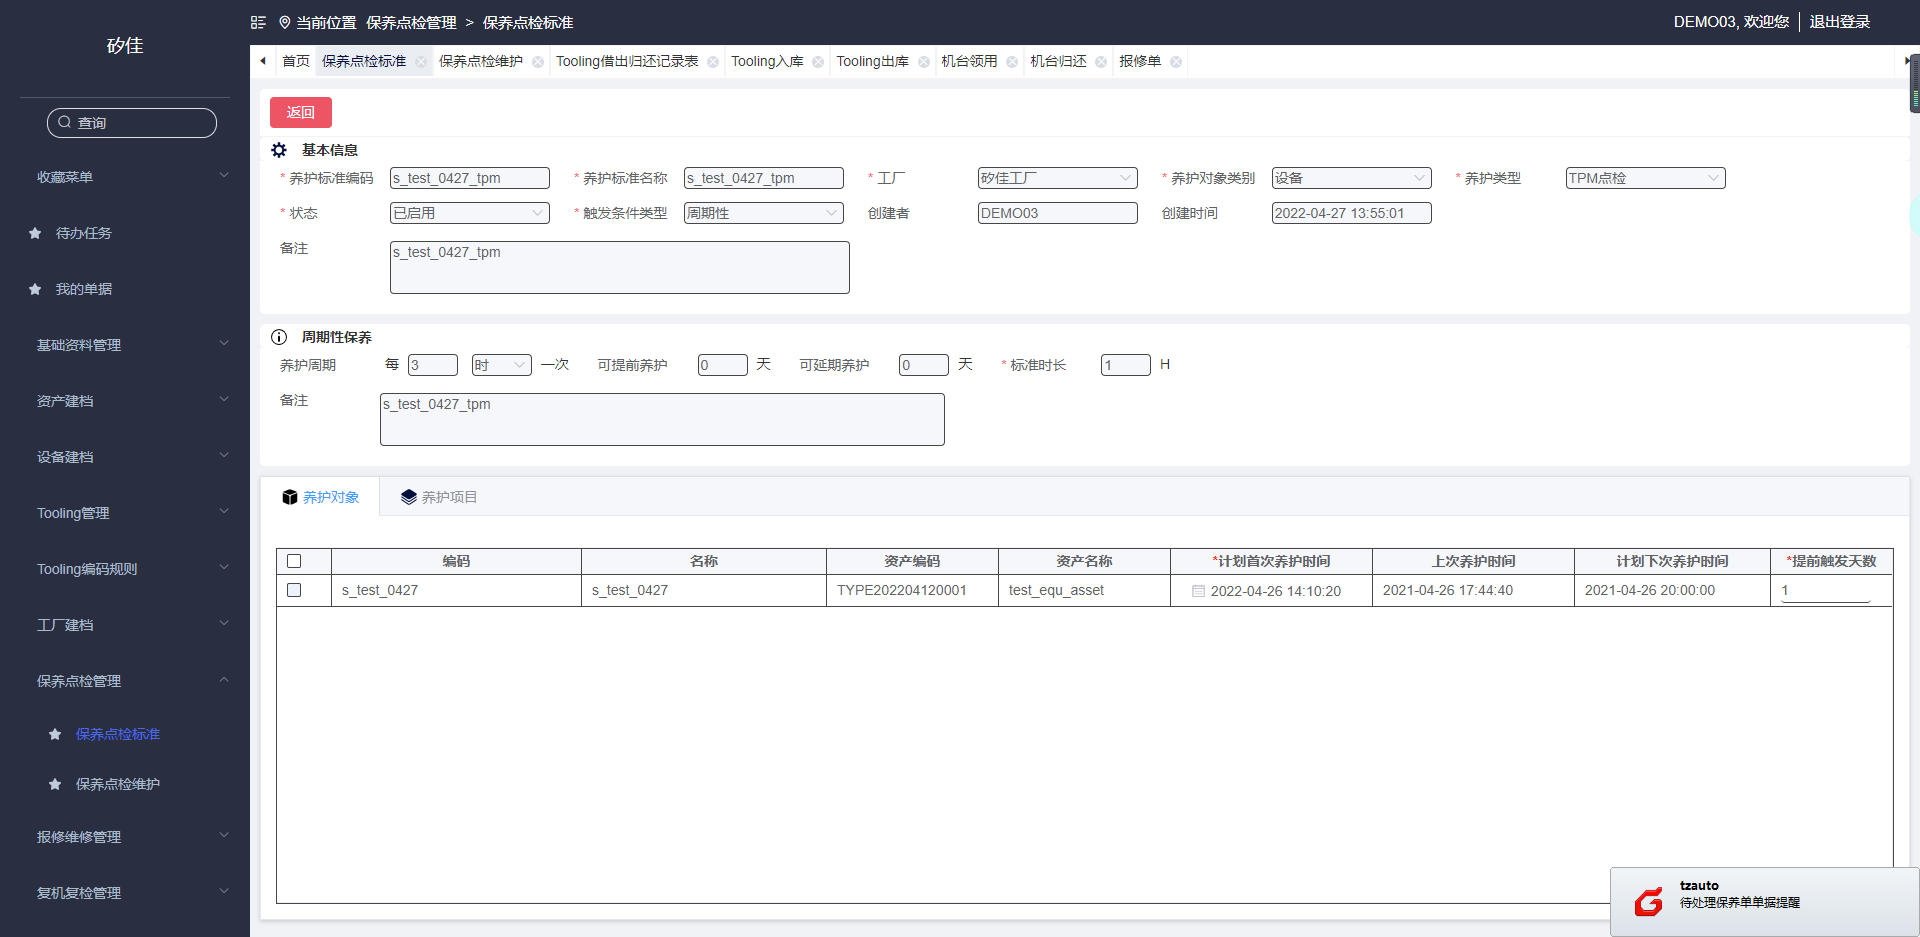 矽佳
当前位置 保养点检管理 > 保养点检标准
DEMO03, 欢迎您 退出登录
首页 保养点检标准 保养点检维护 Tooling借出归还记录表 Tooling入库 Tooling出库 机台领用 机台归还 报修单
查询
收藏菜单
待办任务
我的单据
基础资料管理
资产建档
设备建档
Tooling管理
Tooling编码规则
工厂建档
保养点检管理
保养点检标准
保养点检维护
报修维修管理
复机复检管理
返回
基本信息
* 养护标准编码 s_test_0427_tpm * 养护标准名称 s_test_0427_tpm * 工厂 矽佳工厂 * 养护对象类别 设备 * 养护类型 TPM点检
* 状态 已启用 * 触发条件类型 周期性 创建者 DEMO03 创建时间 2022-04-27 13:55:01
备注 s_test_0427_tpm
周期性保养
养护周期 每 3 时 一次 可提前养护 0 天 可延期养护 0 天 * 标准时长 1 H
备注 s_test_0427_tpm
养护对象 养护项目
编码 名称 资产编码 资产名称 *计划首次养护时间 上次养护时间 计划下次养护时间 *提前触发天数
s_test_0427 s_test_0427 TYPE202204120001 test_equ_asset 2022-04-26 14:10:20 2021-04-26 17:44:40 2021-04-26 20:00:00 1
tzauto
待处理保养单单据提醒